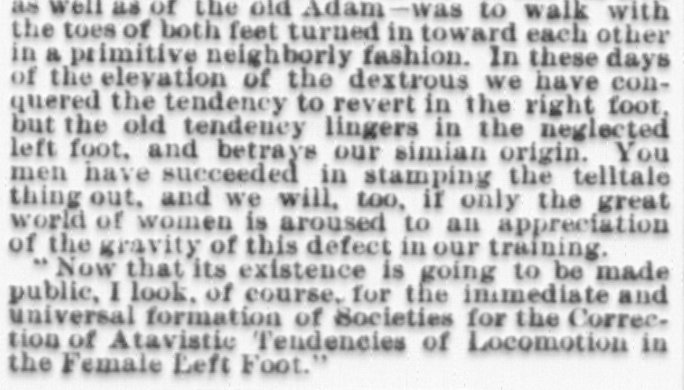 as well as of the old Adam—was to walk with
the toes of both feet turned in toward each other
in a primitive neighborly fashion. In these days
of the elevation of the dextrous we have con-
quered the tendency to revert in the right foot,
but the old tendency lingers in the neglected
left foot, and betrays our simian origin. You
men have succeeded in stamping the telltale
thing out, and we will, too, if only the great
world of women is aroused to an appreciation
of the gravity of this defect in our training.
"Now that its existence is going to be made
public, I look, of course, for the immediate and
universal formation of Societies for the Correc-
tion of Atavistic Tendencies of Locomotion in
the Female Left Foot."